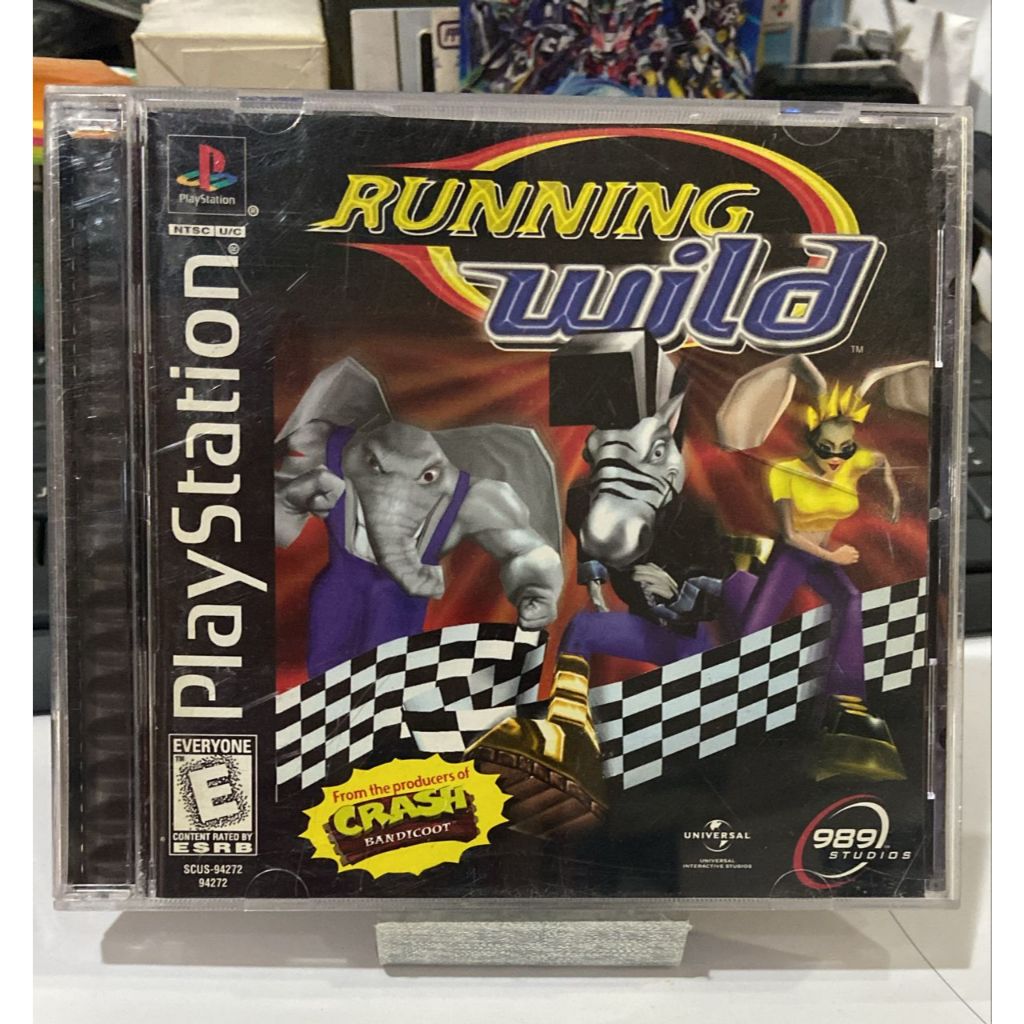 PlayStation
®
NTSC U/C
PlayStation®
RUNNING
wild
TM
EVERYONE
TM
E
CONTENT RATED BY
ESRB
SCUS-94272
94272
From the producers of
CRASH
BANDICOOT
UNIVERSAL
UNIVERSAL
INTERACTIVE STUDIOS
989
STUDIOS